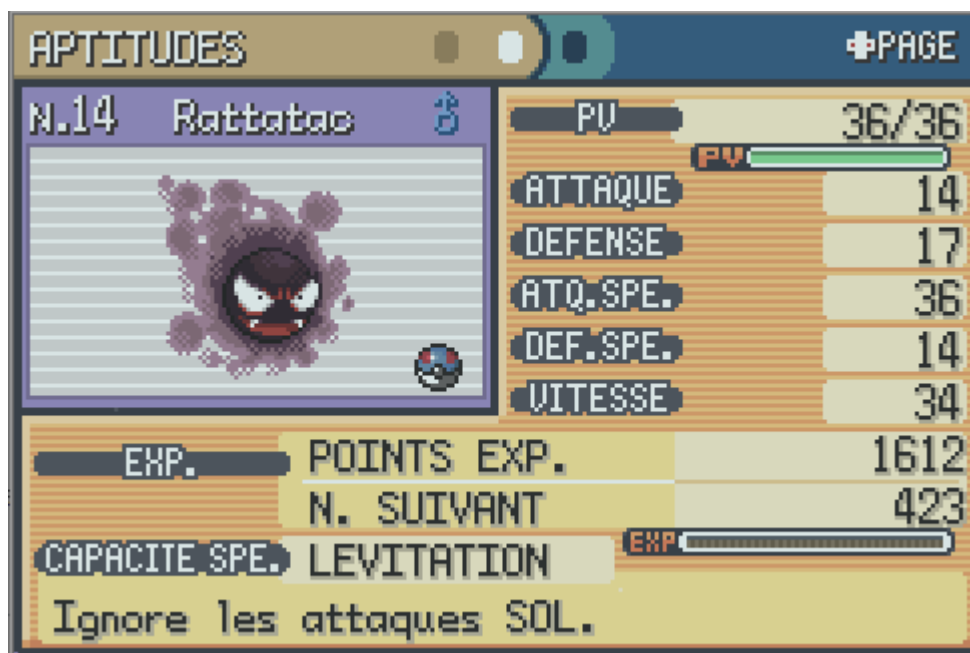 APTITUDES PAGE
N.14 Rattatac ♂
PV 36/36
PV
ATTAQUE 14
DEFENSE 17
ATQ.SPE. 36
DEF.SPE. 14
VITESSE 34
EXP. POINTS EXP. 1612
N. SUIVANT 423
EXP
CAPACITE SPE. LEVITATION
Ignore les attaques SOL.